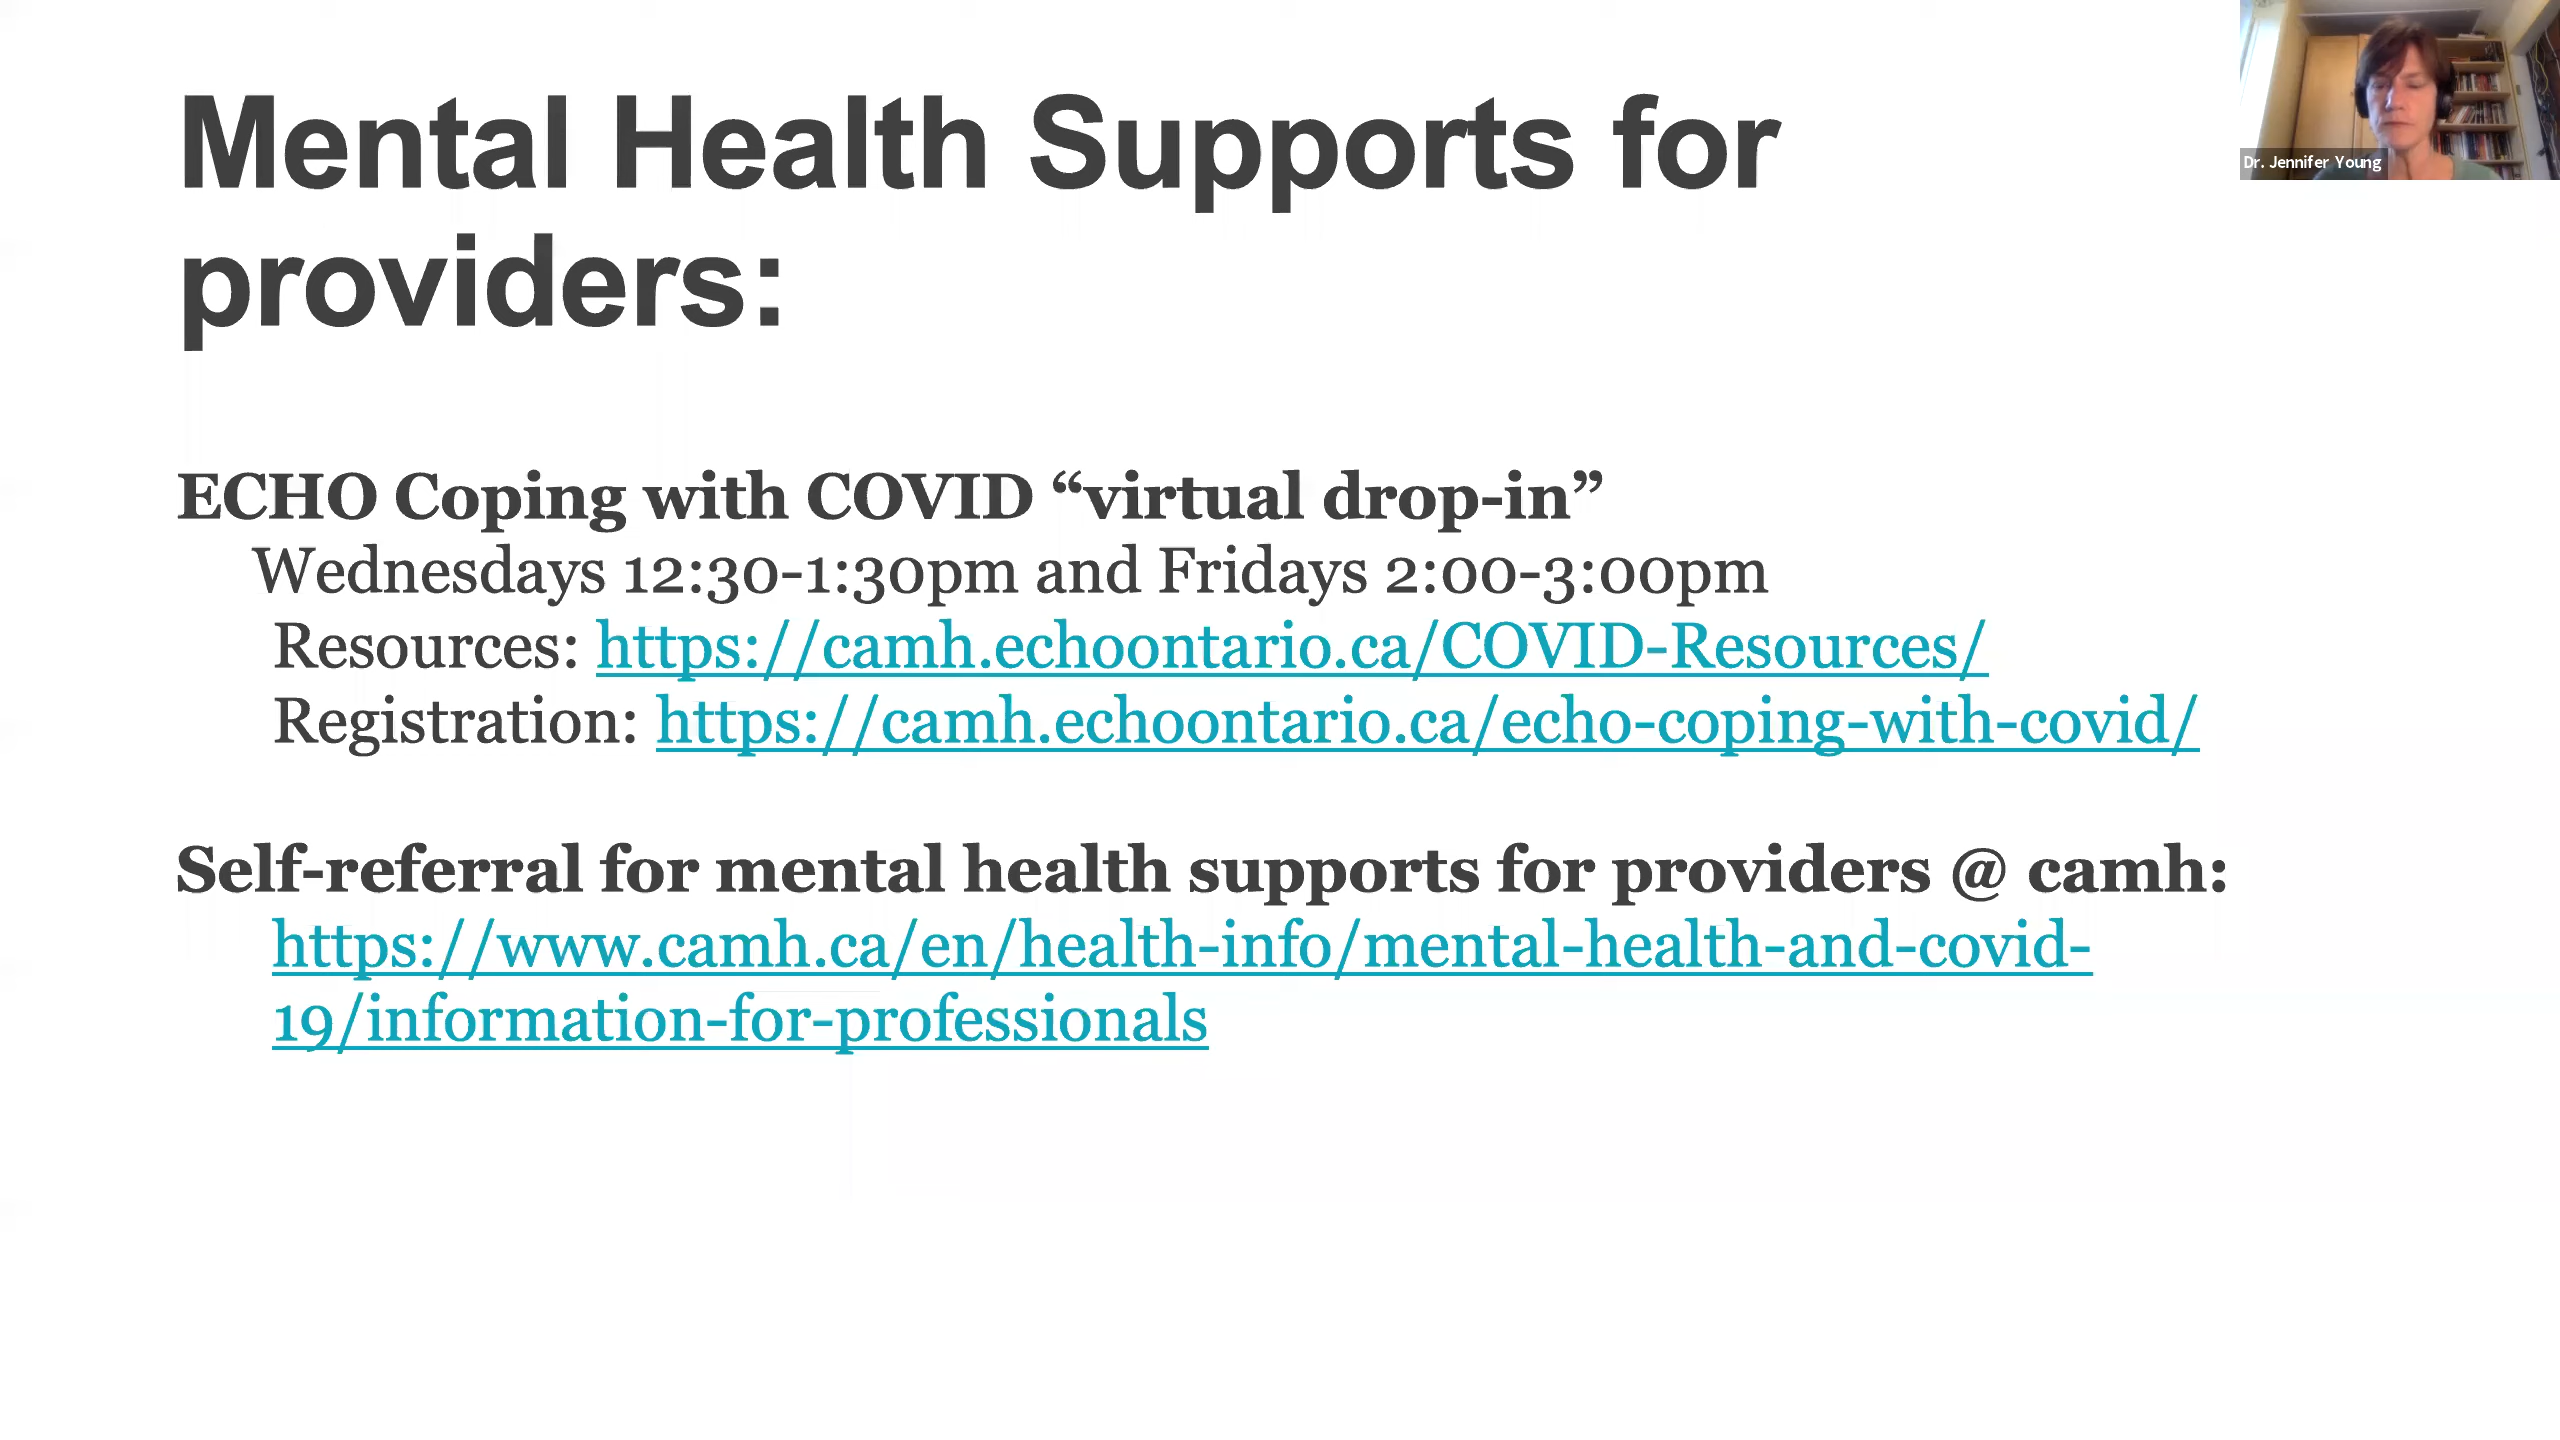 Mental Health Supports for
providers:
Dr. Jennifer Young
ECHO Coping with COVID “virtual drop-in”
Wednesdays 12:30-1:30pm and Fridays 2:00-3:00pm
Resources: https://camh.echoontario.ca/COVID-Resources/
Registration: https://camh.echoontario.ca/echo-coping-with-covid/
Self-referral for mental health supports for providers @ camh:
https://www.camh.ca/en/health-info/mental-health-and-covid-
19/information-for-professionals